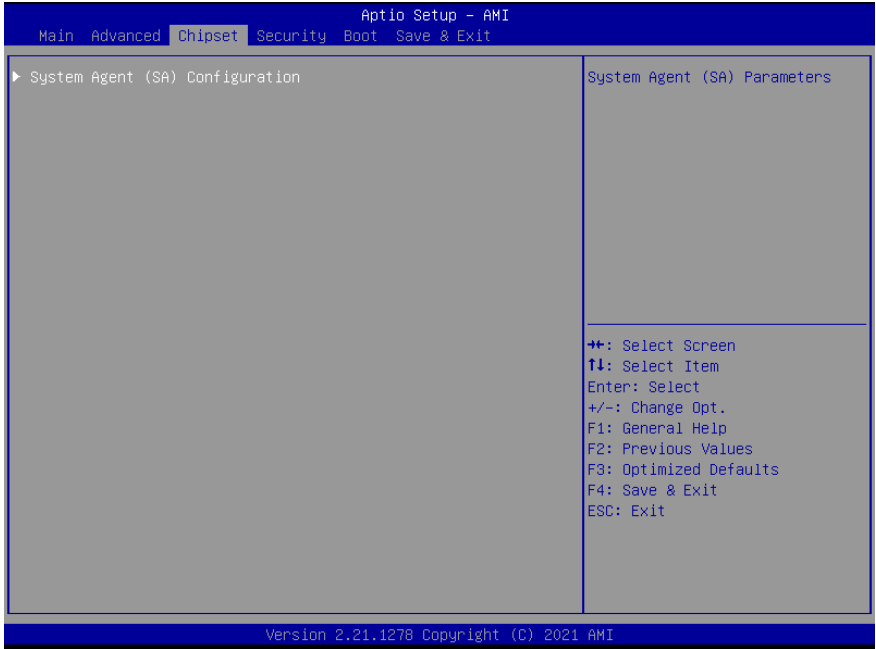 Aptio Setup – AMI
Main Advanced Chipset Security Boot Save & Exit
▶ System Agent (SA) Configuration
System Agent (SA) Parameters
→←: Select Screen
↑↓: Select Item
Enter: Select
+/-: Change Opt.
F1: General Help
F2: Previous Values
F3: Optimized Defaults
F4: Save & Exit
ESC: Exit
Version 2.21.1278 Copyright (C) 2021 AMI